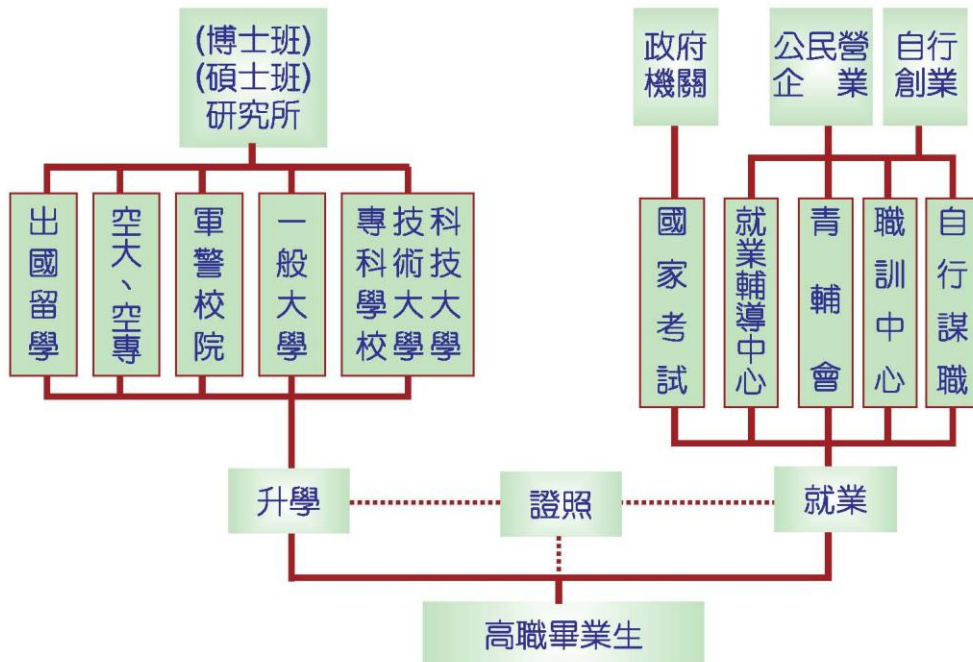 (博士班)
(碩士班)
研究所
政府
機關
公民營
企業
自行
創業
出國留學
空大、空專
軍警校院
一般大學
科技大學
技術大學
專科學校
國家考試
就業輔導中心
青輔會
職訓中心
自行謀職
升學
證照
就業
高職畢業生